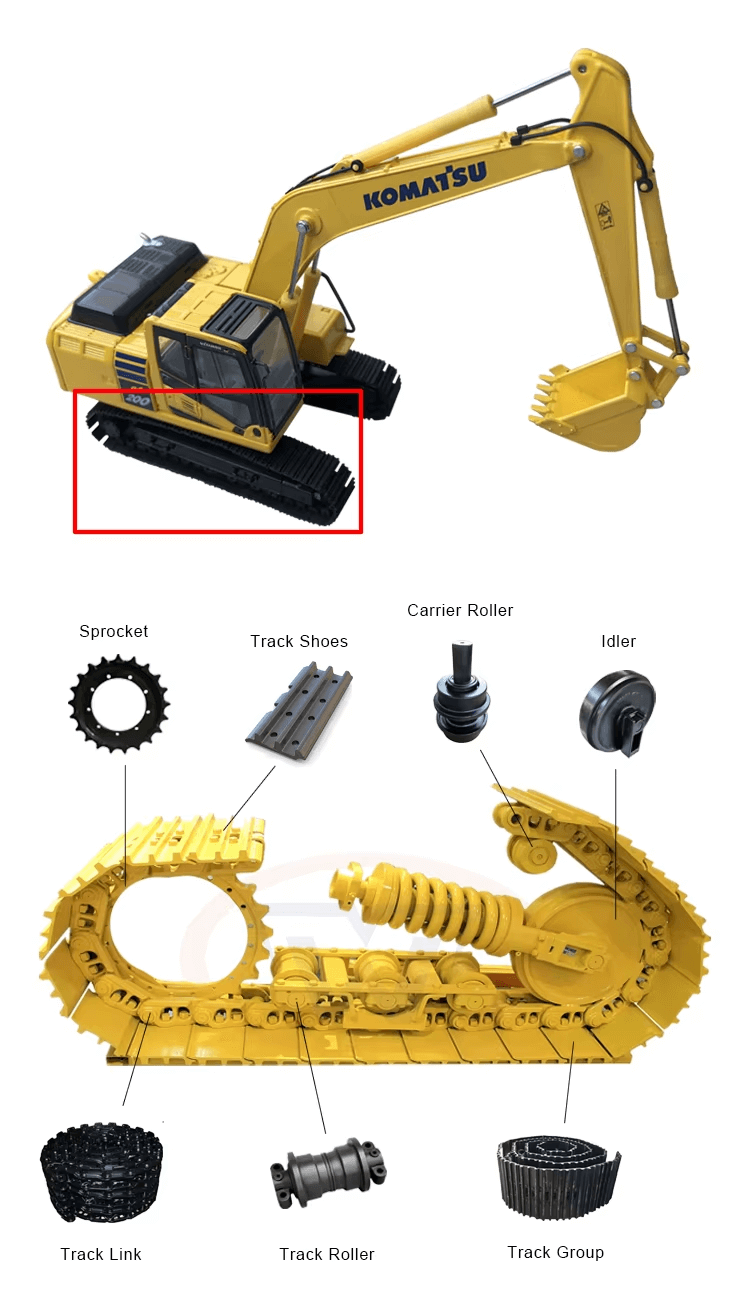 KOMATSU
200
Carrier Roller
Sprocket
Track Shoes
Idler
Track Link
Track Roller
Track Group